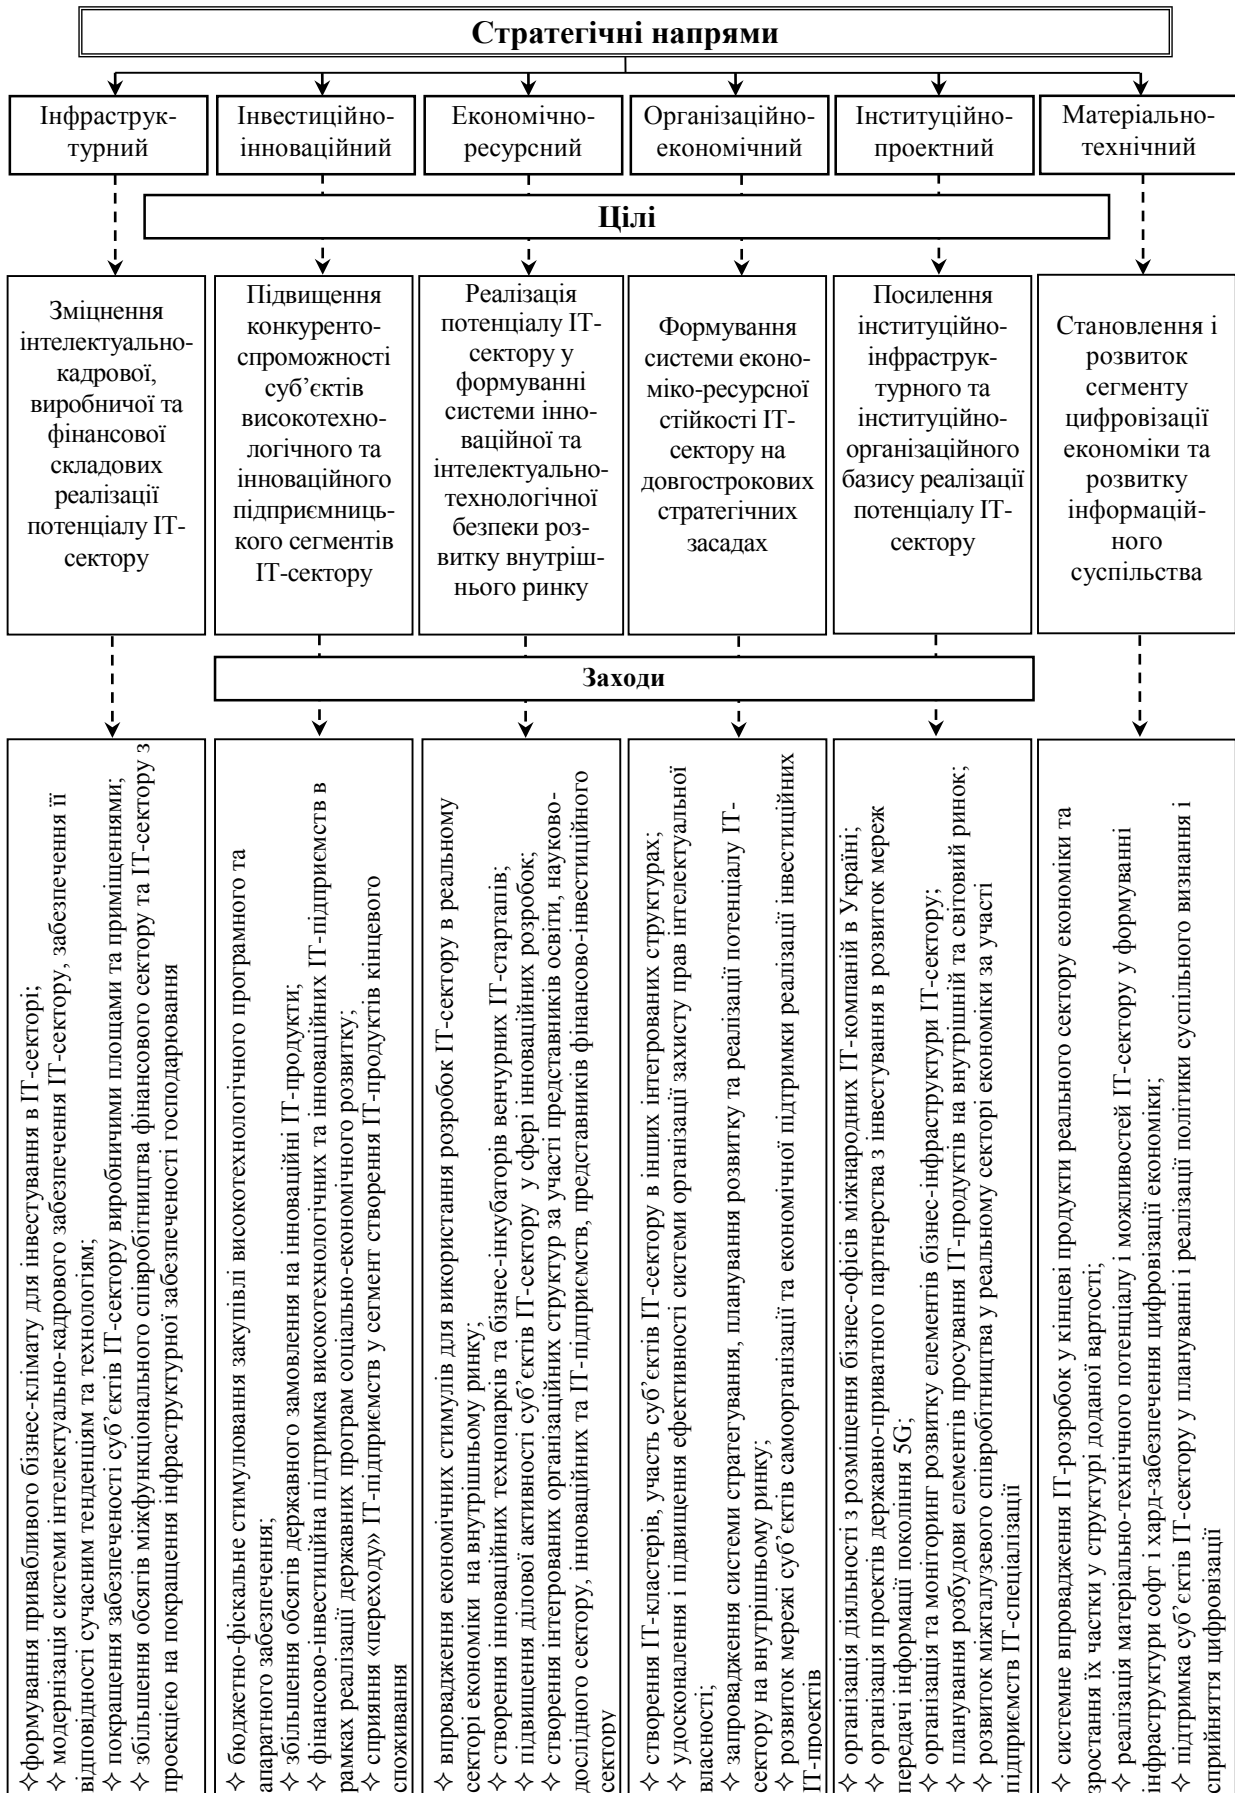 Стратегічні напрями
Інфраструк-
турний
Інвестиційно-
інноваційний
Економічно-
ресурсний
Організаційно-
економічний
Інституційно-
проектний
Матеріально-
технічний
Цілі
Зміцнення
інтелектуально-
кадрової,
виробничої та
фінансової
складових
реалізації
потенціалу ІТ-
сектору
Підвищення
конкуренто-
спроможності
суб’єктів
високотехно-
логічного та
інноваційного
підприємниць-
кого сегментів
ІТ-сектору
Реалізація
потенціалу ІТ-
сектору у
формуванні
системи інно-
ваційної та
інтелектуально-
технологічної
безпеки роз-
витку внутріш-
нього ринку
Формування
системи еконо-
міко-ресурсної
стійкості ІТ-
сектору на
довгострокових
стратегічних
засадах
Посилення
інституційно-
інфраструк-
турного та
інституційно-
організаційного
базису реалізації
потенціалу ІТ-
сектору
Становлення і
розвиток
сегменту
цифровізації
економіки та
розвитку
інформацій-
ного
суспільства
Заходи
✧формування привабливого бізнес-клімату для інвестування в ІТ-секторі;
✧ модернізація системи інтелектуально-кадрового забезпечення ІТ-сектору, забезпечення її
відповідності сучасним тенденціям та технологіям;
✧ покращення забезпеченості суб’єктів ІТ-сектору виробничими площами та приміщеннями;
✧ збільшення обсягів міжфункціонального співробітництва фінансового сектору та ІТ-сектору з
проекцією на покращення інфраструктурної забезпеченості господарювання
✧ бюджетно-фіскальне стимулювання закупівлі високотехнологічного програмного та
апаратного забезпечення;
✧ збільшення обсягів державного замовлення на інноваційні ІТ-продукти;
✧ фінансово-інвестиційна підтримка високотехнологічних та інноваційних ІТ-підприємств в
рамках реалізації державних програм соціально-економічного розвитку;
✧ сприяння «переходу» ІТ-підприємств у сегмент створення ІТ-продуктів кінцевого
споживання
✧ впровадження економічних стимулів для використання розробок ІТ-сектору в реальному
секторі економіки на внутрішньому ринку;
✧ створення інноваційних технопарків та бізнес-інкубаторів венчурних ІТ-стартапів;
✧ підвищення ділової активності суб’єктів ІТ-сектору у сфері інноваційних розробок;
✧ створення інтегрованих організаційних структур за участі представників освіти, науково-
дослідного сектору, інноваційних та ІТ-підприємств, представників фінансово-інвестиційного
сектору
✧ створення ІТ-кластерів, участь суб’єктів ІТ-сектору в інших інтегрованих структурах;
✧ удосконалення і підвищення ефективності системи організації захисту прав інтелектуальної
власності;
✧ запровадження системи стратегування, планування розвитку та реалізації потенціалу ІТ-
сектору на внутрішньому ринку;
✧ розвиток мережі суб’єктів самоорганізації та економічної підтримки реалізації інвестиційних
ІТ-проектів
✧ організація діяльності з розміщення бізнес-офісів міжнародних ІТ-компаній в Україні;
✧ організація проектів державно-приватного партнерства з інвестування в розвиток мереж
передачі інформації покоління 5G;
✧ організація та моніторинг розвитку елементів бізнес-інфраструктури ІТ-сектору;
✧ планування розбудови елементів просування ІТ-продуктів на внутрішній та світовий ринок;
✧ розвиток міжгалузевого співробітництва у реальному секторі економіки за участі
підприємств ІТ-спеціалізації
✧ системне впровадження ІТ-розробок у кінцеві продукти реального сектору економіки та
зростання їх частки у структурі доданої вартості;
✧ реалізація матеріально-технічного потенціалу і можливостей ІТ-сектору у формуванні
інфраструктури софт і хард-забезпечення цифровізації економіки;
✧ підтримка суб’єктів ІТ-сектору у плануванні і реалізації політики суспільного визнання і
сприйняття цифровізації